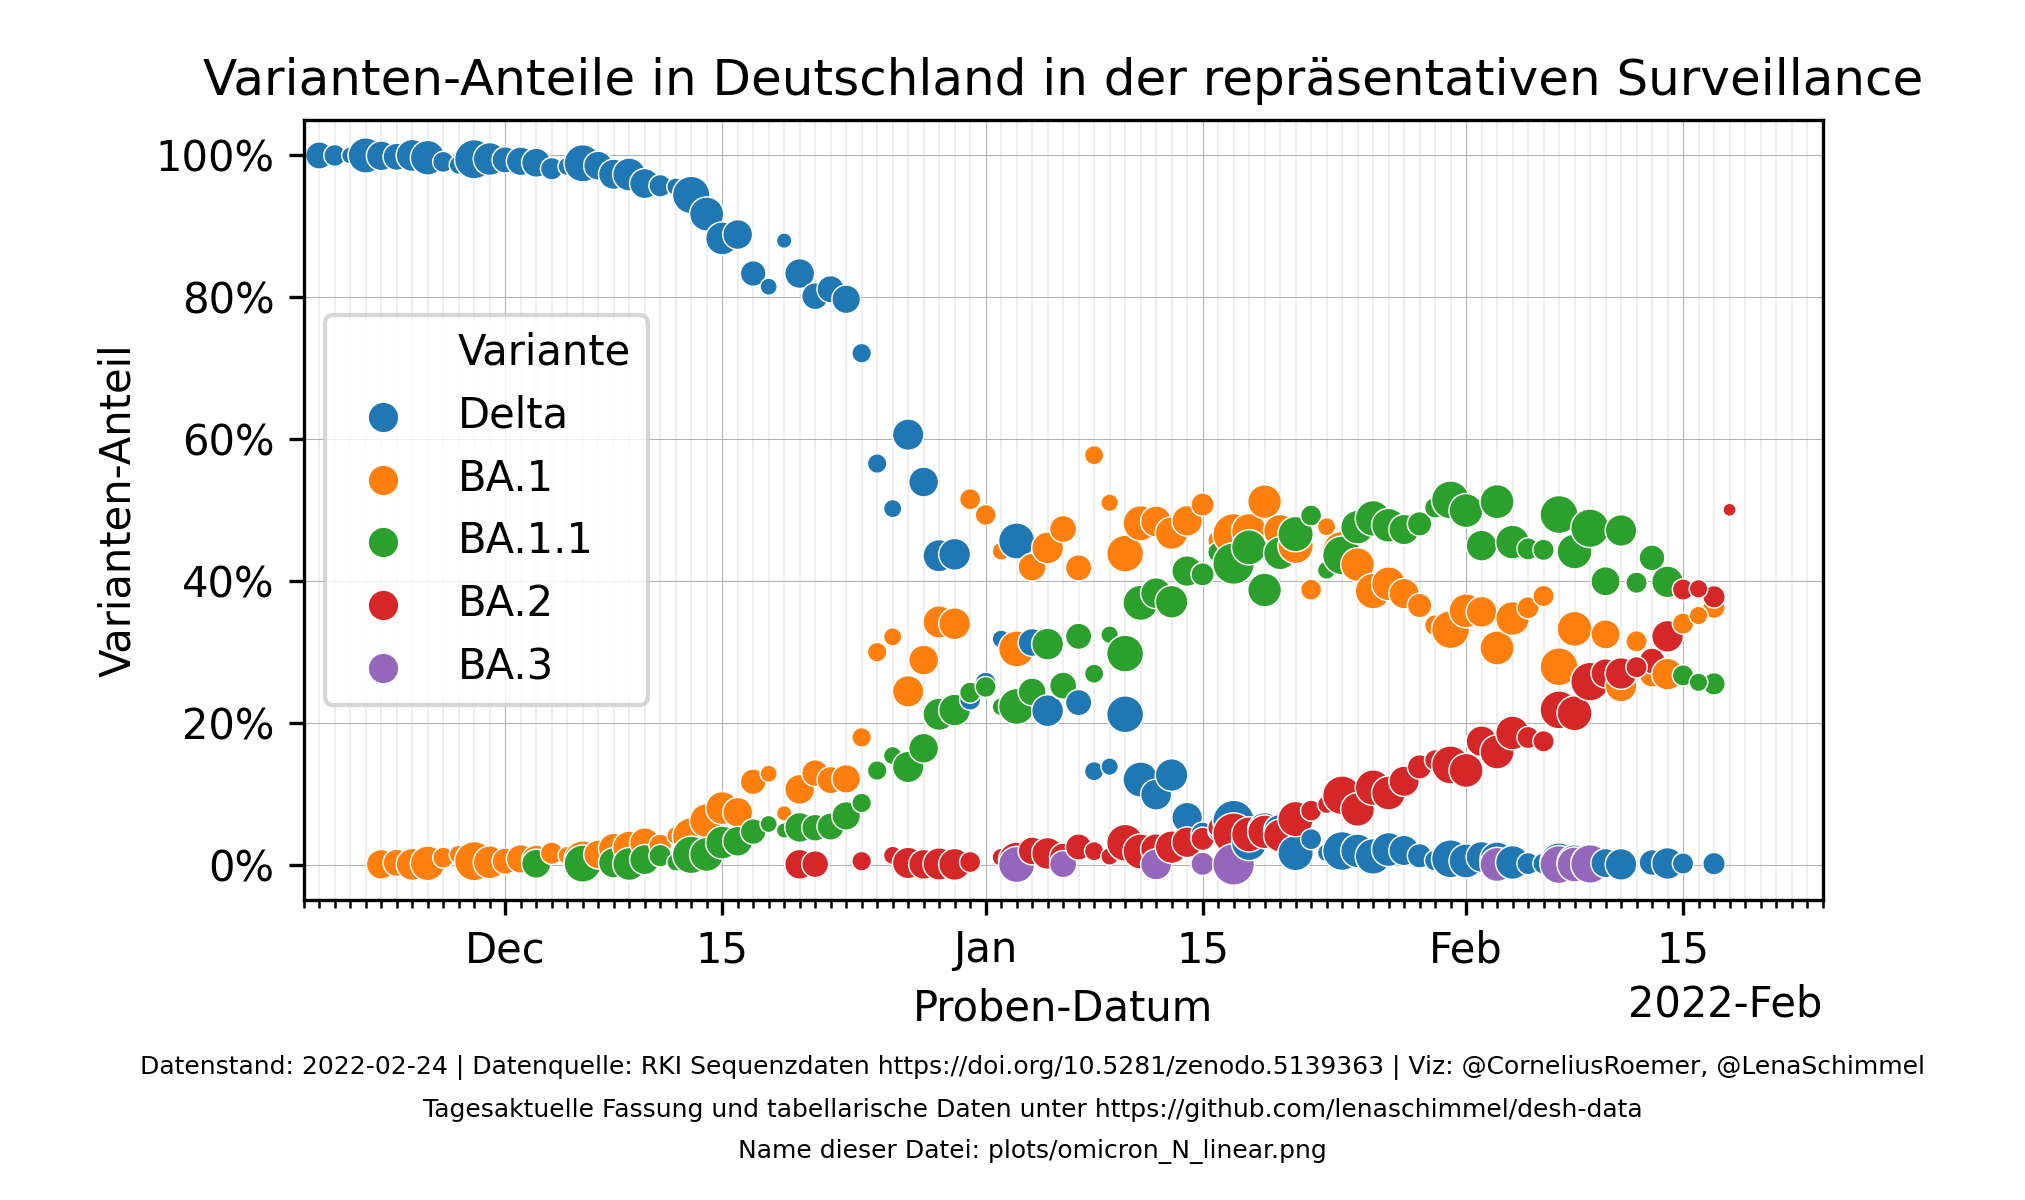 Varianten-Anteile in Deutschland in der repräsentativen Surveillance
100%
80%
60%
40%
20%
0%
Varianten-Anteil
Variante
Delta
BA.1
BA.1.1
BA.2
BA.3
Dec 15 Jan 15 Feb 15
Proben-Datum
2022-Feb
Datenstand: 2022-02-24 | Datenquelle: RKI Sequenzdaten https://doi.org/10.5281/zenodo.5139363 | Viz: @CorneliusRoemer, @LenaSchimmel
Tagesaktuelle Fassung und tabellarische Daten unter https://github.com/lenaschimmel/desh-data
Name dieser Datei: plots/omicron_N_linear.png